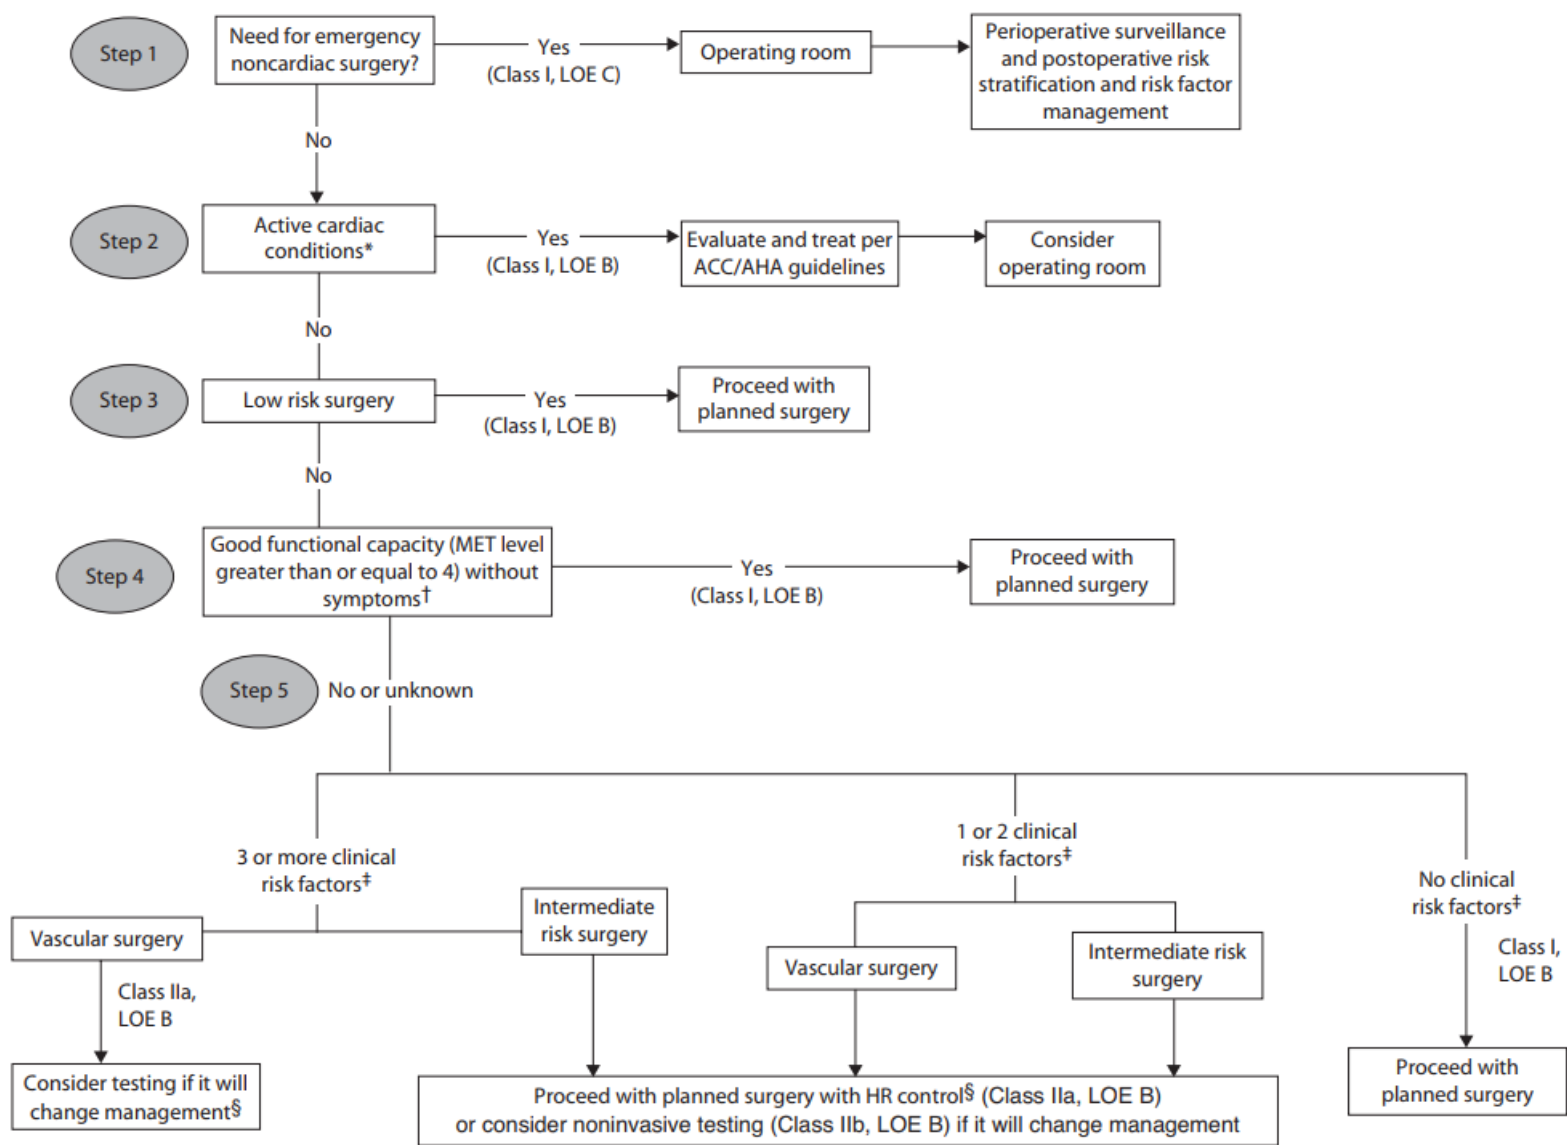 Step 1
Need for emergency
noncardiac surgery?
Yes
(Class I, LOE C)
Operating room
Perioperative surveillance
and postoperative risk
stratification and risk factor
management
No
Step 2
Active cardiac
conditions*
Yes
(Class I, LOE B)
Evaluate and treat per
ACC/AHA guidelines
Consider
operating room
No
Step 3
Low risk surgery
Yes
(Class I, LOE B)
Proceed with
planned surgery
No
Step 4
Good functional capacity (MET level
greater than or equal to 4) without
symptoms†
Yes
(Class I, LOE B)
Proceed with
planned surgery
Step 5
No or unknown
3 or more clinical
risk factors‡
Vascular surgery
Class IIa,
LOE B
Consider testing if it will
change management§
Intermediate
risk surgery
1 or 2 clinical
risk factors‡
Vascular surgery
Intermediate risk
surgery
Proceed with planned surgery with HR control§ (Class IIa, LOE B)
or consider noninvasive testing (Class IIb, LOE B) if it will change management
No clinical
risk factors‡
Class I,
LOE B
Proceed with
planned surgery